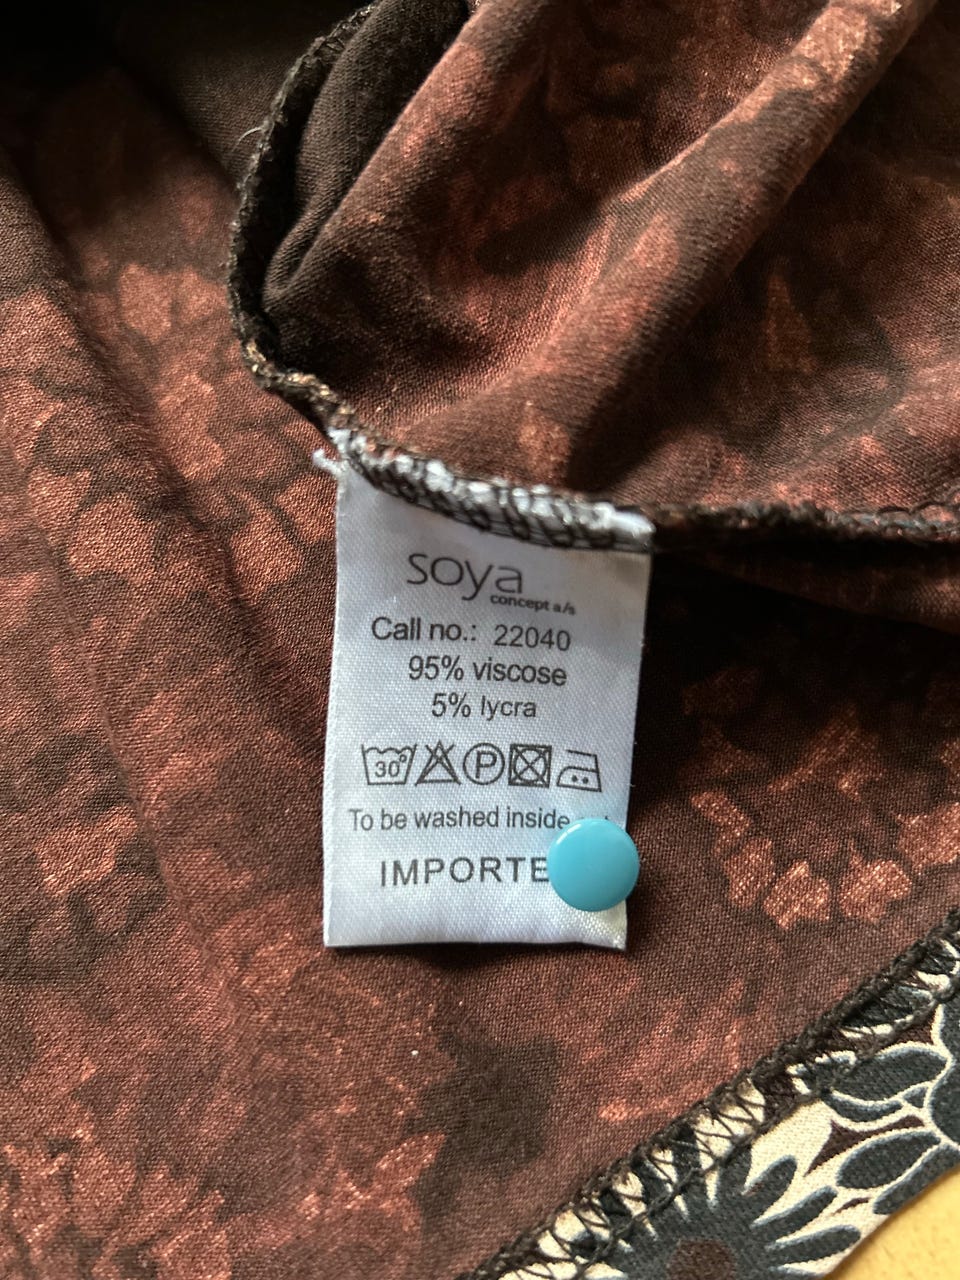 soya
concept a/s
Call no.: 22040
95% viscose
5% lycra
30° P
To be washed inside
IMPORTE